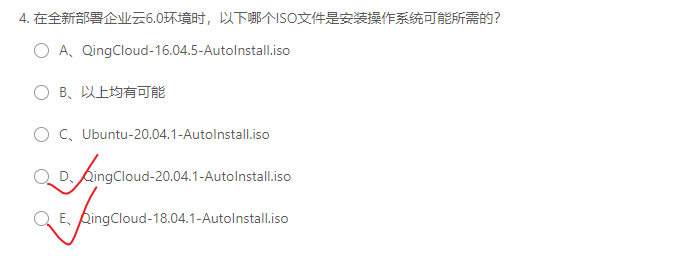 4. 在全新部署企业云6.0环境时，以下哪个ISO文件是安装操作系统可能所需的？
A、QingCloud-16.04.5-AutoInstall.iso
B、以上均有可能
C、Ubuntu-20.04.1-AutoInstall.iso
D、QingCloud-20.04.1-AutoInstall.iso
E、QingCloud-18.04.1-AutoInstall.iso